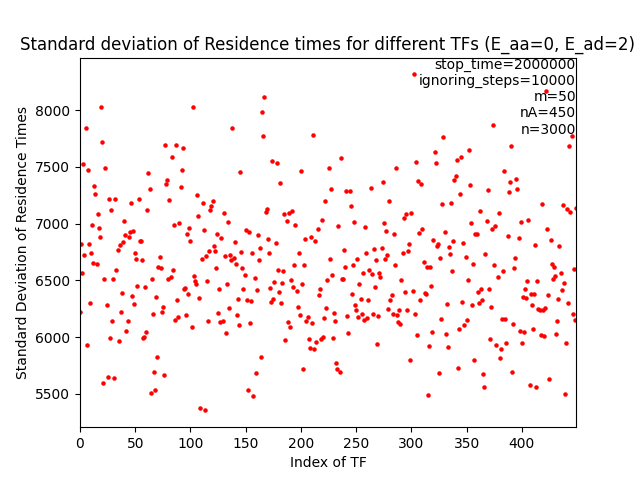 Standard deviation of Residence times for different TFs (E_aa=0, E_ad=2)
stop_time=2000000
ignoring_steps=10000
m=50
nA=450
n=3000
Standard Deviation of Residence Times
8000
7500
7000
6500
6000
5500
0 50 100 150 200 250 300 350 400
Index of TF